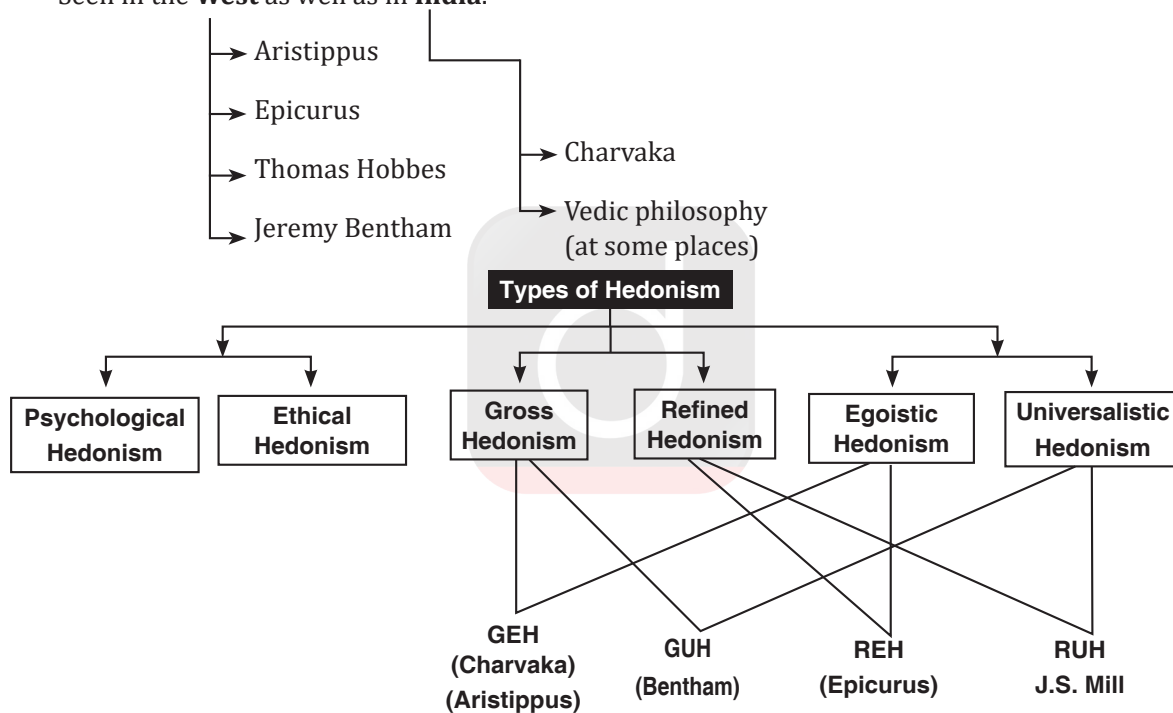 seen in the West as well as in India.
Aristippus
Epicurus
Thomas Hobbes
Jeremy Bentham
Charvaka
Vedic philosophy
(at some places)
Types of Hedonism
Psychological
Hedonism
Ethical
Hedonism
Gross
Hedonism
Refined
Hedonism
Egoistic
Hedonism
Universalistic
Hedonism
GEH
(Charvaka)
(Aristippus)
GUH
(Bentham)
REH
(Epicurus)
RUH
J.S. Mill